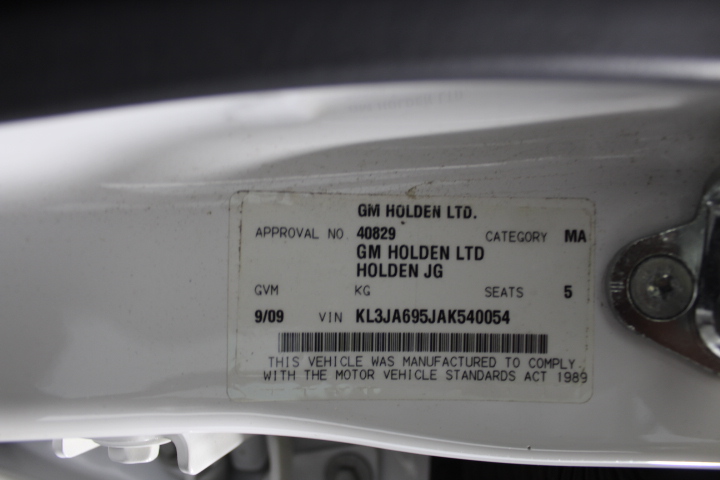 GM HOLDEN LTD.
APPROVAL NO 40829 CATEGORY MA
GM HOLDEN LTD
HOLDEN JG
GVM KG SEATS 5
9/09 VIN KL3JA695JAK540054
THIS VEHICLE WAS MANUFACTURED TO COMPLY
WITH THE MOTOR VEHICLE STANDARDS ACT 1989